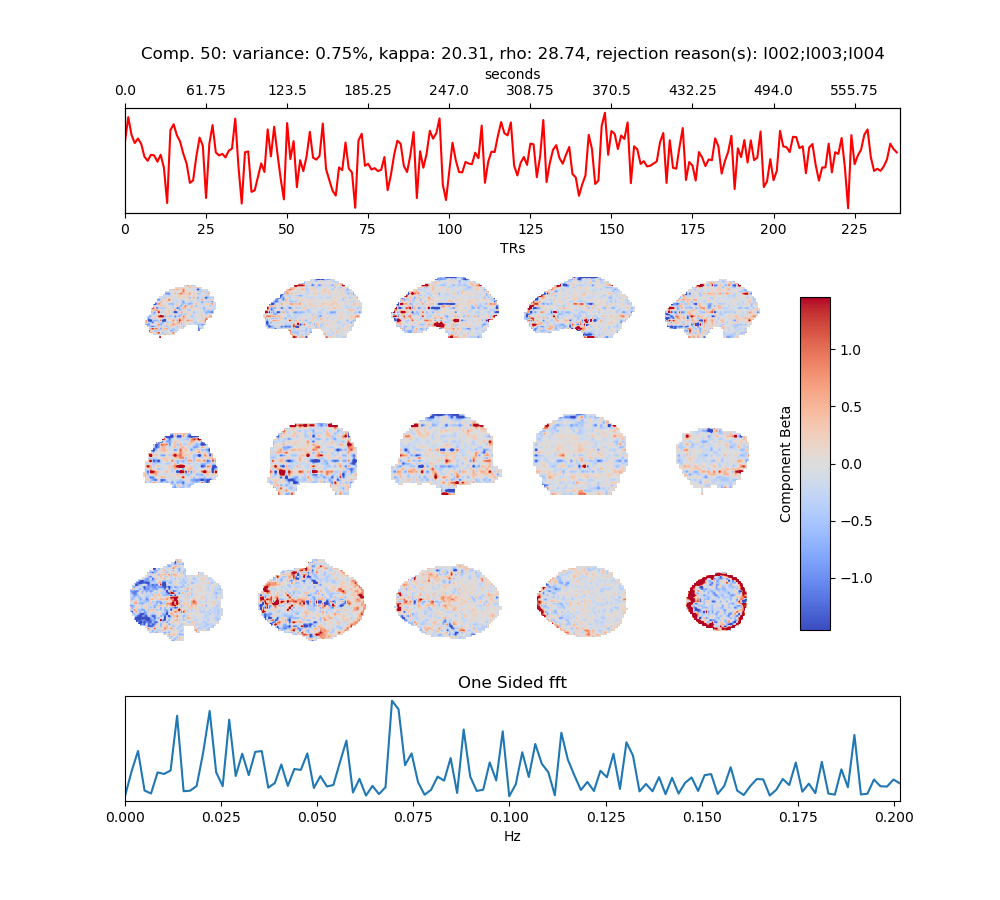 Comp. 50: variance: 0.75%, kappa: 20.31, rho: 28.74, rejection reason(s): I002;I003;I004
seconds
0.0 61.75 123.5 185.25 247.0 308.75 370.5 432.25 494.0 555.75
0 25 50 75 100 125 150 175 200 225
TRs
1.0
0.5
0.0
−0.5
−1.0
Component Beta
One Sided fft
0.000 0.025 0.050 0.075 0.100 0.125 0.150 0.175 0.200
Hz